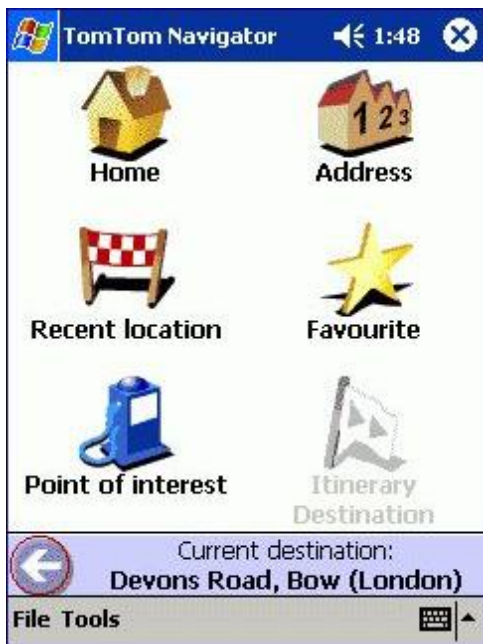 TomTom Navigator 1:48
Home
Address
1 2 3
Recent location
Favourite
Point of interest
Itinerary
Destination
Current destination:
Devons Road, Bow (London)
File Tools